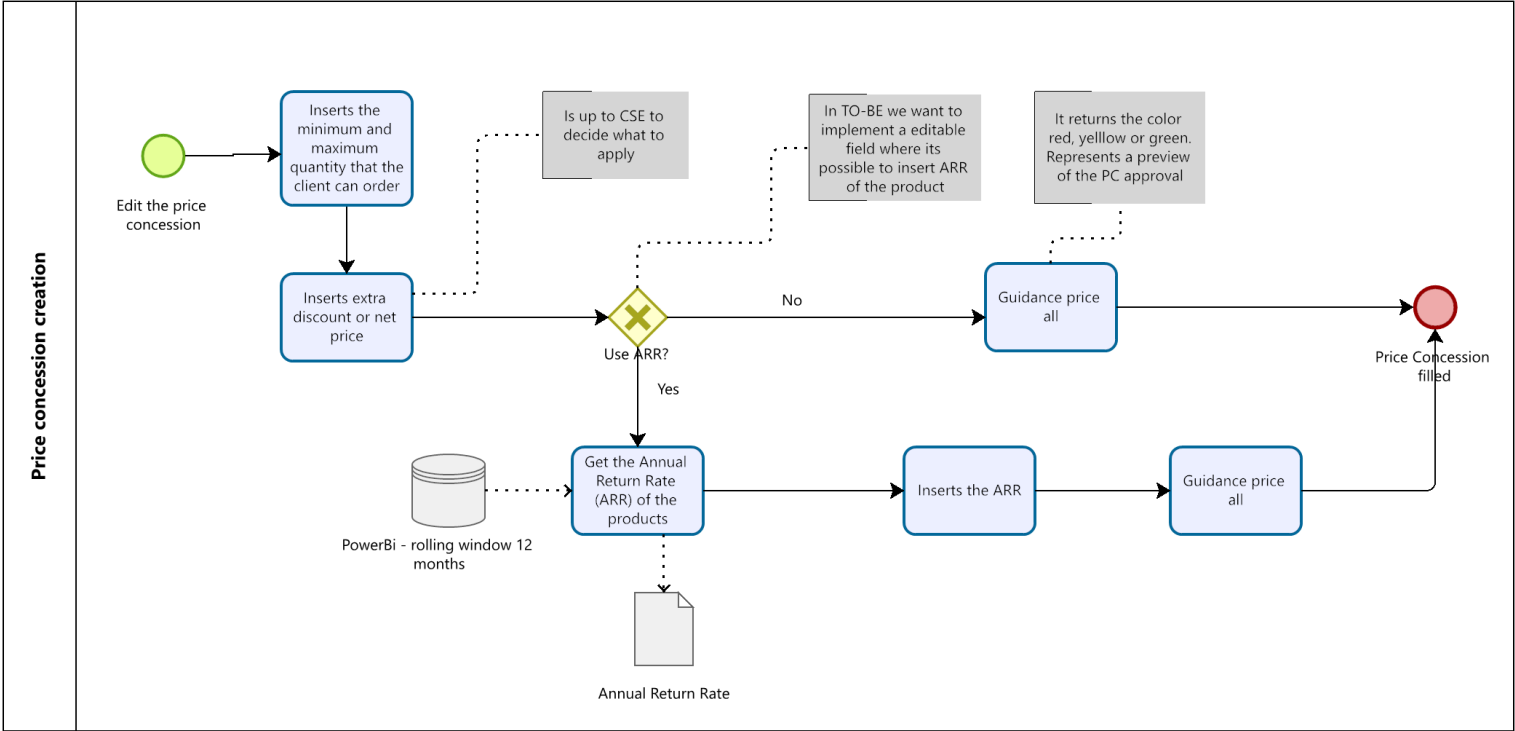 Price concession creation
Edit the price
concession
Inserts the
minimum and
maximum
quantity that the
client can order
Inserts extra
discount or net
price
Is up to CSE to
decide what to
apply
In TO-BE we want to
implement a editable
field where its
possible to insert ARR
of the product
It returns the color
red, yelllow or green.
Represents a preview
of the PC approval
Use ARR?
No
Yes
Guidance price
all
Price Concession
filled
PowerBi - rolling window 12
months
Get the Annual
Return Rate
(ARR) of the
products
Inserts the ARR
Guidance price
all
Annual Return Rate